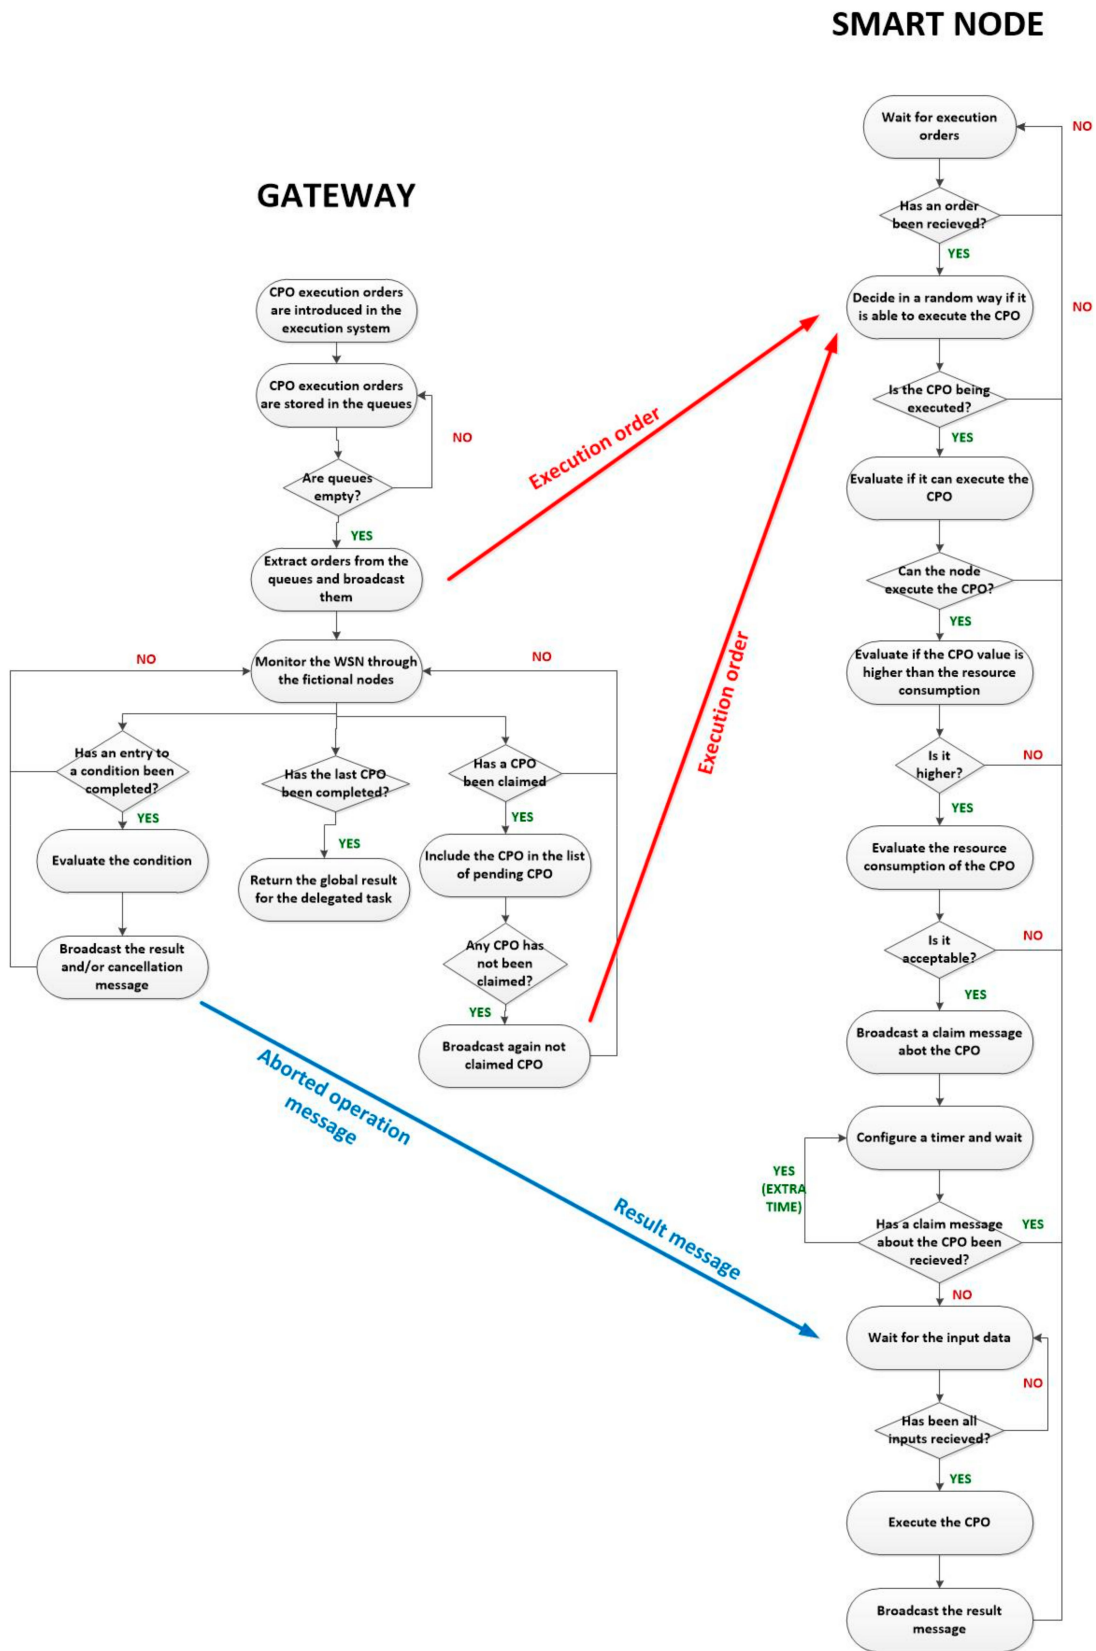 SMART NODE
GATEWAY
CPO execution orders
are introduced in the
execution system
CPO execution orders
are stored in the queues
NO
Are queues
empty?
YES
Extract orders from the
queues and broadcast
them
Monitor the WSN through
the fictional nodes
NO
NO
Has an entry to
a condition been
completed?
YES
Evaluate the condition
Broadcast the result
and/or cancellation
message
Has the last CPO
been completed?
YES
Return the global result
for the delegated task
Has a CPO
been claimed
YES
Include the CPO in the list
of pending CPO
Any CPO has
not been
claimed?
YES
Broadcast again not
claimed CPO
Execution order
Execution order
Aborted operation
message
Result message
Wait for execution
orders
NO
Has an order
been recieved?
YES
Decide in a random way if it
is able to execute the CPO
NO
Is the CPO being
executed?
YES
Evaluate if it can execute the
CPO
Can the node
execute the CPO?
YES
Evaluate if the CPO value is
higher than the resource
consumption
Is it
higher?
NO
YES
Evaluate the resource
consumption of the CPO
Is it
acceptable?
NO
YES
Broadcast a claim message
abot the CPO
Configure a timer and wait
YES
(EXTRA
TIME)
Has a claim message
about the CPO been
recieved?
YES
NO
Wait for the input data
NO
Has been all
inputs recieved?
YES
Execute the CPO
Broadcast the result
message